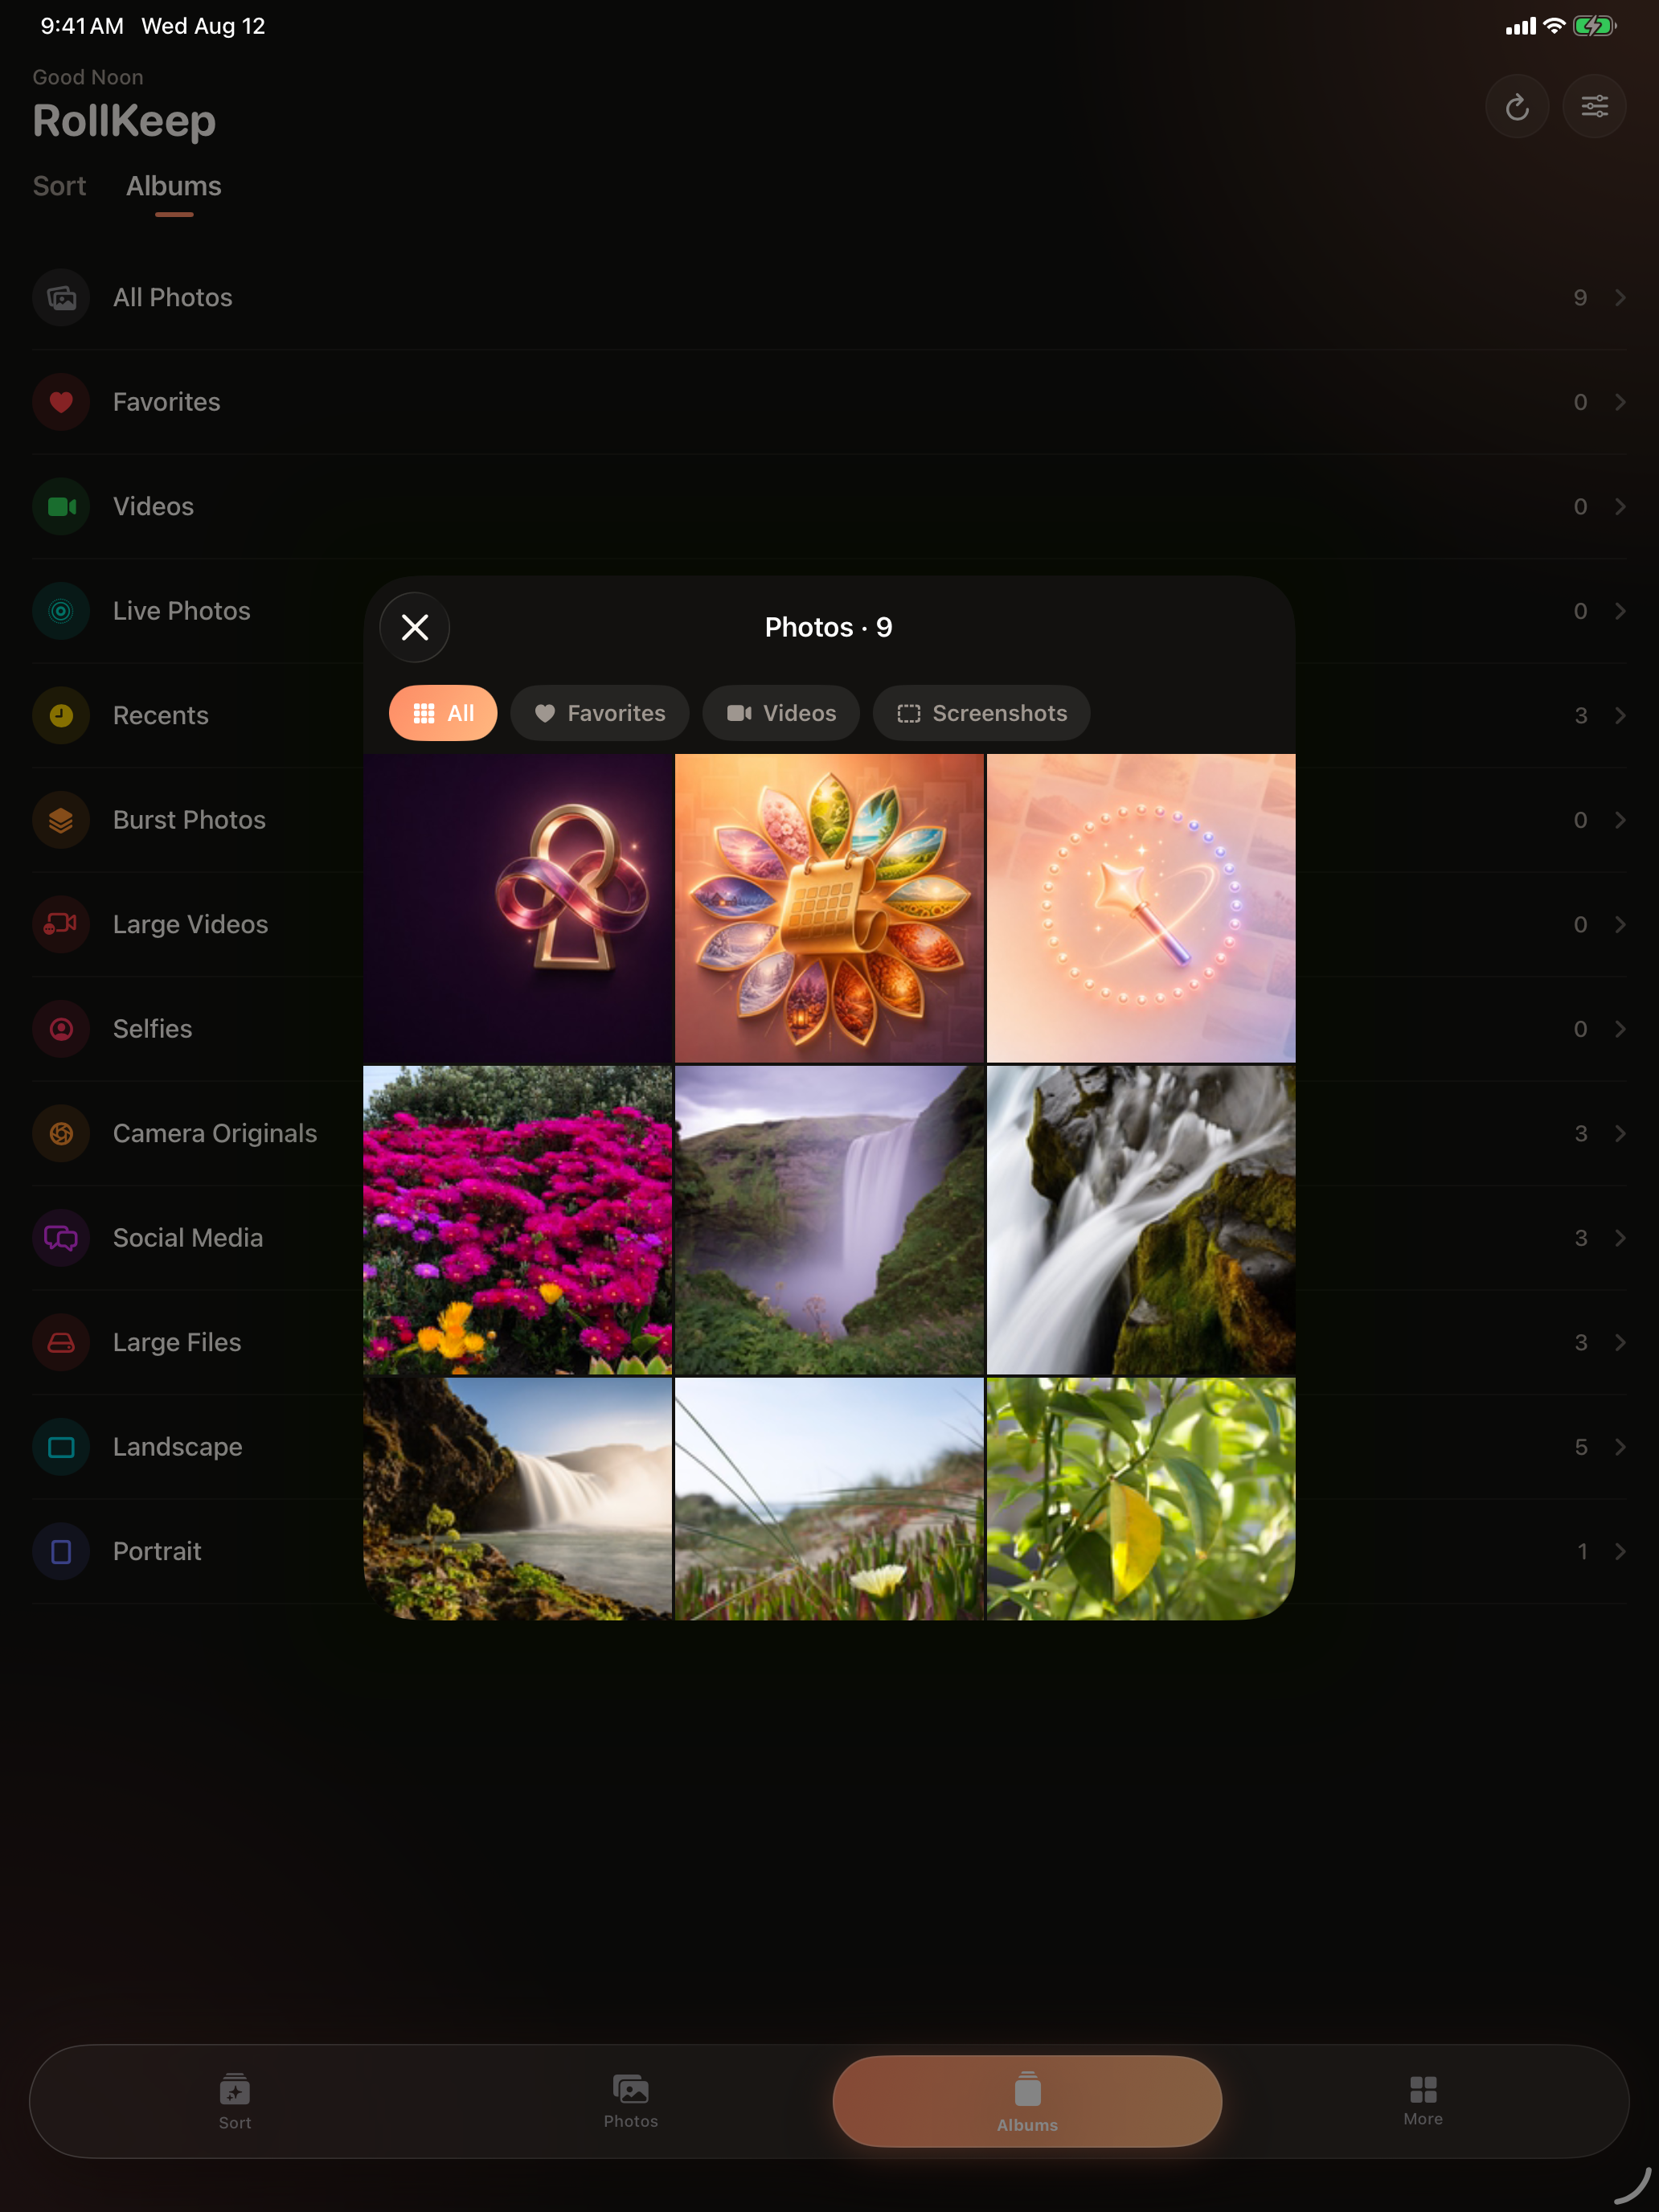 9:41 AM Wed Aug 12
Good Noon
RollKeep
Sort Albums
All Photos 9
Favorites 0
Videos 0
Live Photos 0
Recents 3
Burst Photos 0
Large Videos 0
Selfies 0
Camera Originals 3
Social Media 3
Large Files 3
Landscape 5
Portrait 1
Photos · 9
All Favorites Videos Screenshots
Sort Photos Albums More